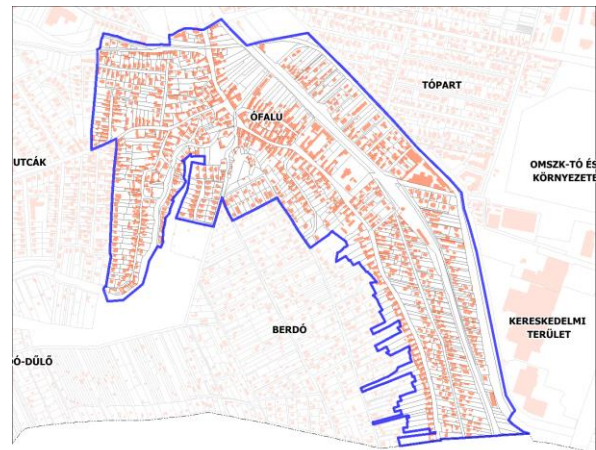 TÓPART
ÓFALU
UTCÁK
OMSZK-TÓ ÉS
KÖRNYEZETE
BERDÓ
KERESKEDELMI
TERÜLET
Ó-DŰLŐ